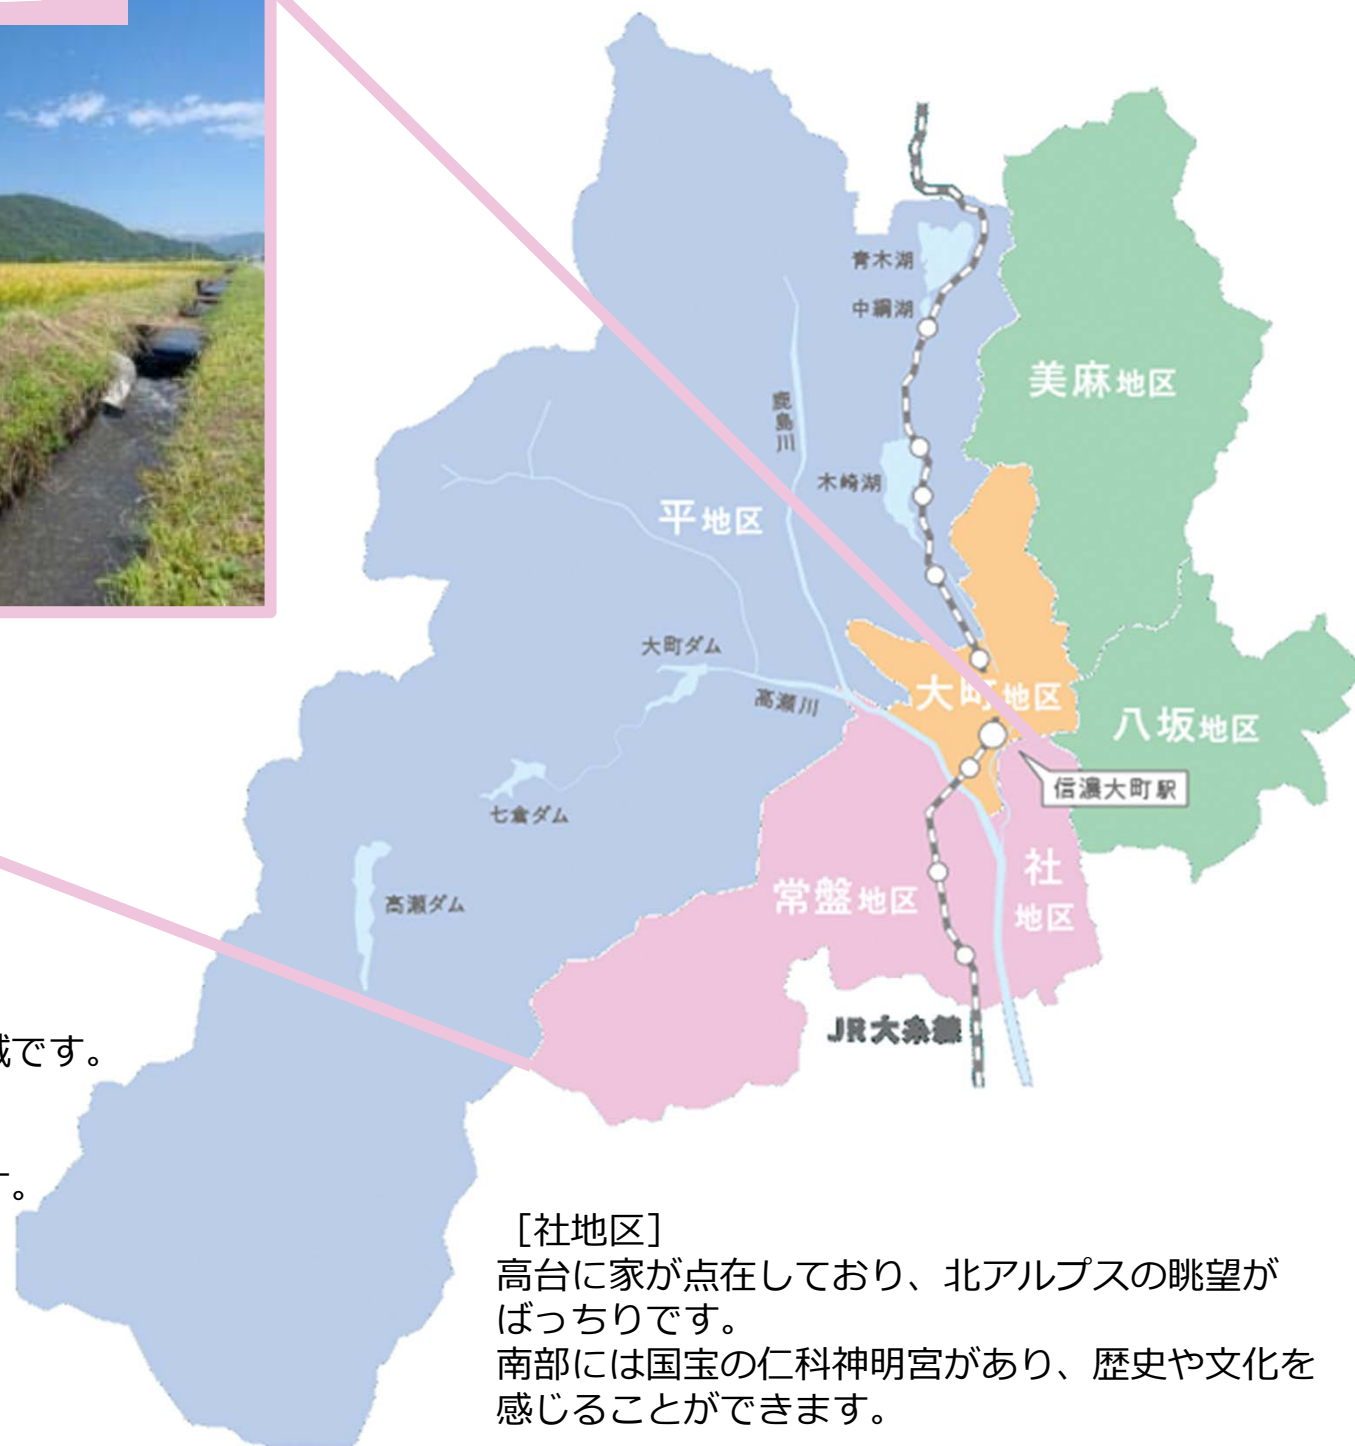 青木湖
中綱湖
美麻地区
鹿島川
木崎湖
平地区
大町ダム
高瀬川
大町地区
八坂地区
信濃大町駅
七倉ダム
常盤地区
社
地区
高瀬ダム
JR大糸線
域です。
す。
[社地区]
高台に家が点在しており、北アルプスの眺望が
ばっちりです。
南部には国宝の仁科神明宮があり、歴史や文化を
感じることができます。